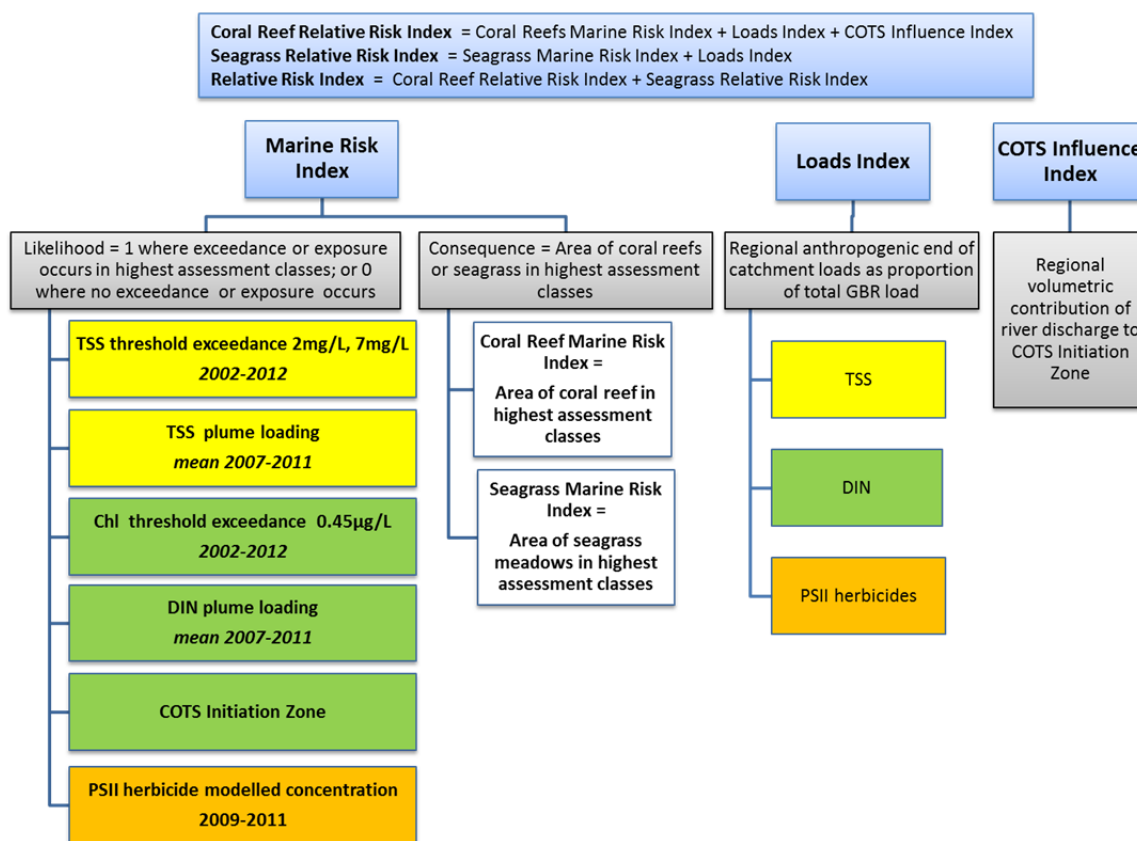 Coral Reef Relative Risk Index = Coral Reefs Marine Risk Index + Loads Index + COTS Influence Index
Seagrass Relative Risk Index = Seagrass Marine Risk Index + Loads Index
Relative Risk Index = Coral Reef Relative Risk Index + Seagrass Relative Risk Index
Marine Risk
Index
Loads Index
COTS Influence
Index
Likelihood = 1 where exceedance or exposure
occurs in highest assessment classes; or 0
where no exceedance or exposure occurs
Consequence = Area of coral reefs
or seagrass in highest assessment
classes
Regional anthropogenic end of
catchment loads as proportion
of total GBR load
Regional
volumetric
contribution of
river discharge to
COTS Initiation
Zone
TSS threshold exceedance 2mg/L, 7mg/L
2002-2012
TSS plume loading
mean 2007-2011
Chl threshold exceedance 0.45µg/L
2002-2012
DIN plume loading
mean 2007-2011
COTS Initiation Zone
PSII herbicide modelled concentration
2009-2011
Coral Reef Marine Risk
Index =
Area of coral reef in
highest assessment
classes
Seagrass Marine Risk
Index =
Area of seagrass
meadows in highest
assessment classes
TSS
DIN
PSII herbicides